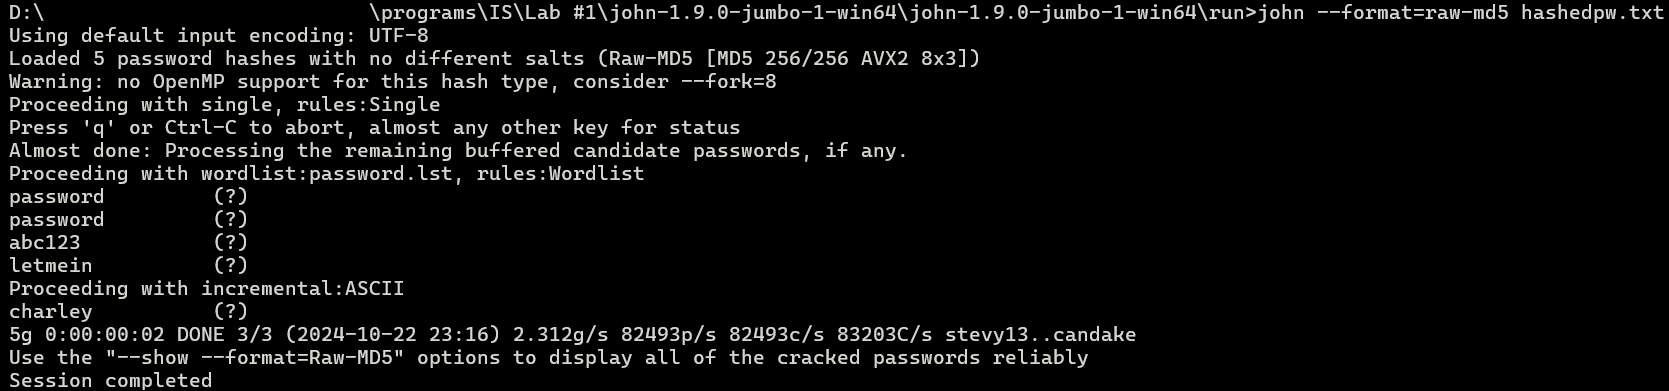 D:\ \programs\IS\Lab #1\john-1.9.0-jumbo-1-win64\john-1.9.0-jumbo-1-win64\run>john --format=raw-md5 hashedpw.txt
Using default input encoding: UTF-8
Loaded 5 password hashes with no different salts (Raw-MD5 [MD5 256/256 AVX2 8x3])
Warning: no OpenMP support for this hash type, consider --fork=8
Proceeding with single, rules:Single
Press 'q' or Ctrl-C to abort, almost any other key for status
Almost done: Processing the remaining buffered candidate passwords, if any.
Proceeding with wordlist:password.lst, rules:Wordlist
password         (?)
password         (?)
abc123           (?)
letmein          (?)
Proceeding with incremental:ASCII
charley          (?)
5g 0:00:00:02 DONE 3/3 (2024-10-22 23:16) 2.312g/s 82493p/s 82493c/s 83203C/s stevy13..candake
Use the "--show --format=Raw-MD5" options to display all of the cracked passwords reliably
Session completed